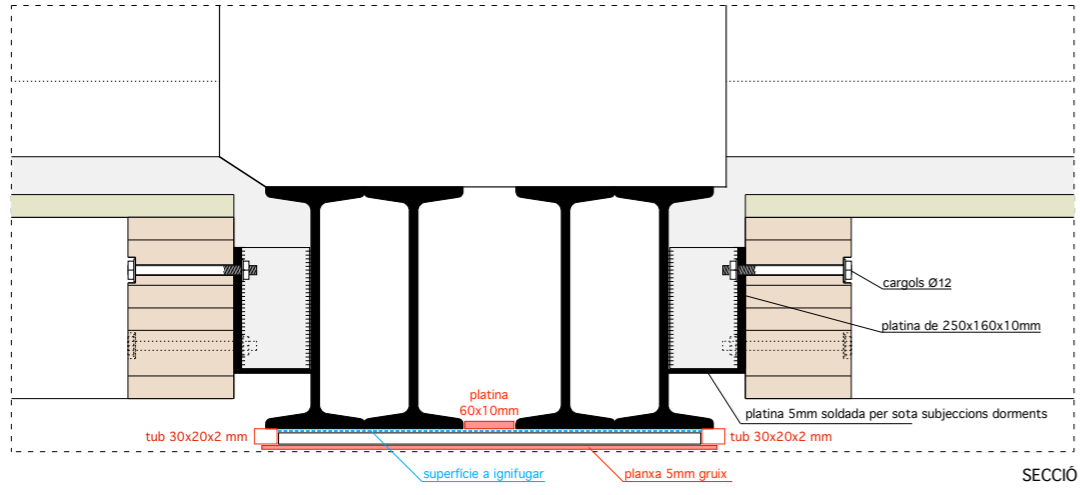 cargols Ø12
platina de 250x160x10mm
platina
60x10mm
platina 5mm soldada per sota subjeccions dorments
tub 30x20x2 mm
tub 30x20x2 mm
superfície a ignifugar
planxa 5mm gruix
SECCIÓ